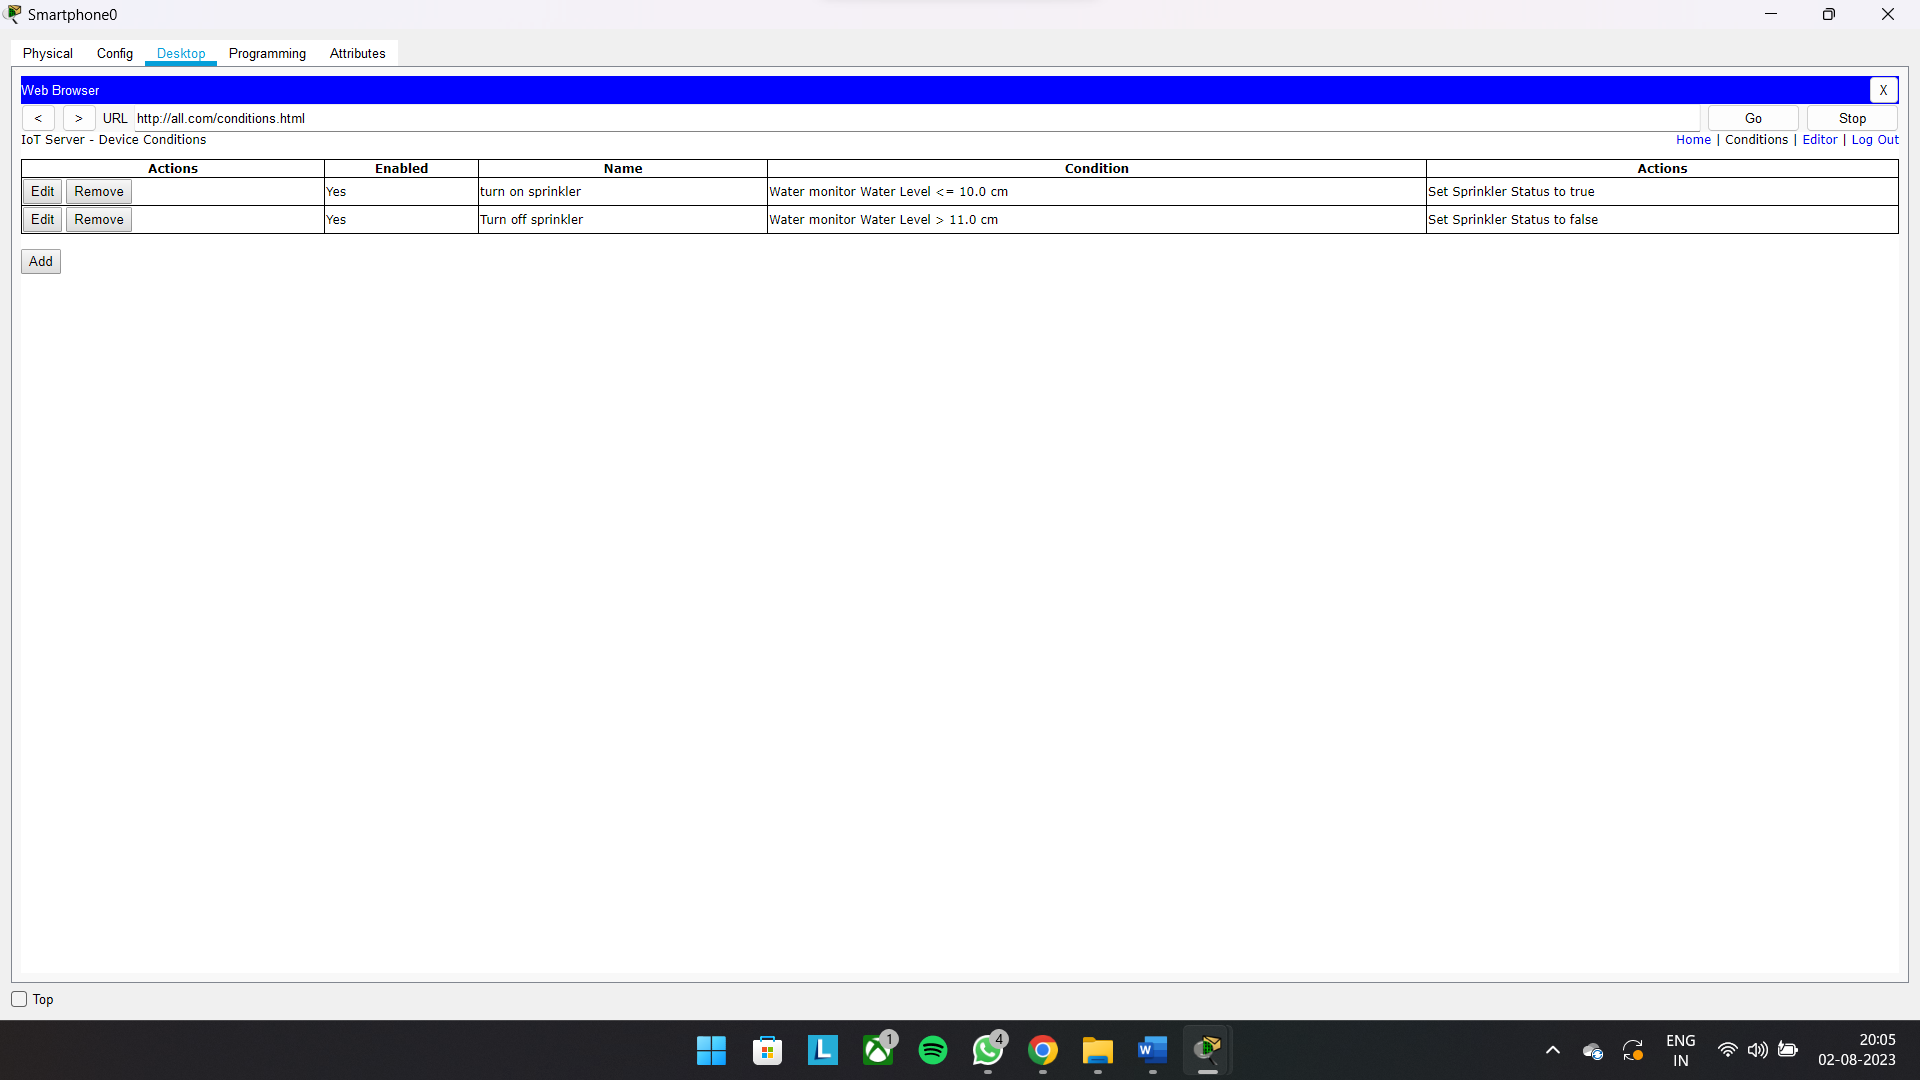 Smartphone0
Physical Config Desktop Programming Attributes
Web Browser X
< > URL http://all.com/conditions.html Go Stop
IoT Server - Device Conditions Home | Conditions | Editor | Log Out
Actions Enabled Name Condition Actions
Edit Remove Yes turn on sprinkler Water monitor Water Level <= 10.0 cm Set Sprinkler Status to true
Edit Remove Yes Turn off sprinkler Water monitor Water Level > 11.0 cm Set Sprinkler Status to false
Add
Top
L 1 4 W
ENG
IN
20:05
02-08-2023